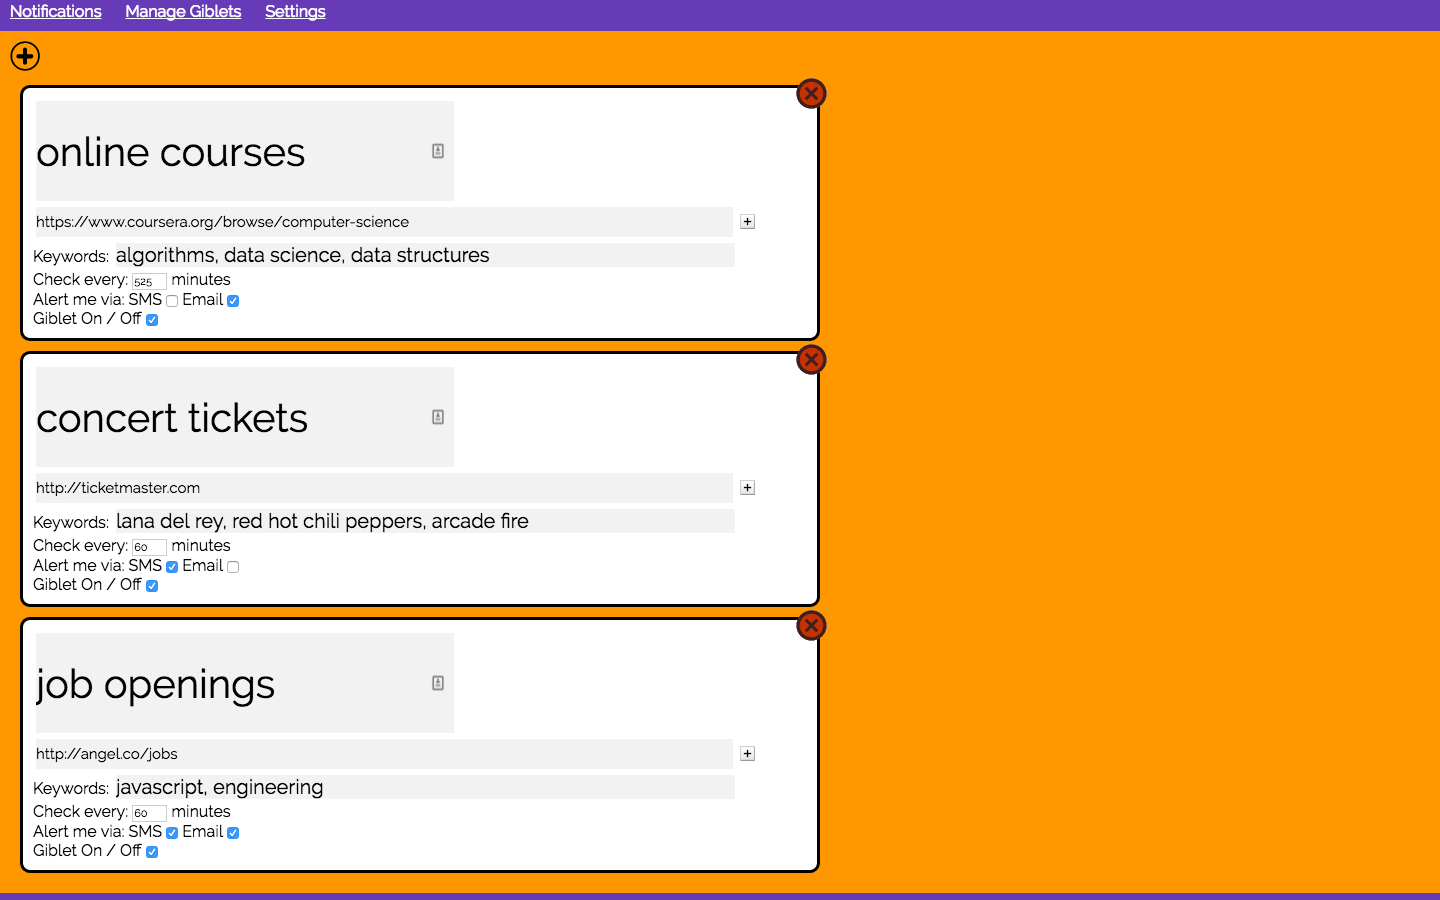 Notifications Manage Giblets Settings
online courses
https://www.coursera.org/browse/computer-science
Keywords: algorithms, data science, data structures
Check every: 525 minutes
Alert me via: SMS Email
Giblet On / Off
concert tickets
http://ticketmaster.com
Keywords: lana del rey, red hot chili peppers, arcade fire
Check every: 60 minutes
Alert me via: SMS Email
Giblet On / Off
job openings
http://angel.co/jobs
Keywords: javascript, engineering
Check every: 60 minutes
Alert me via: SMS Email
Giblet On / Off